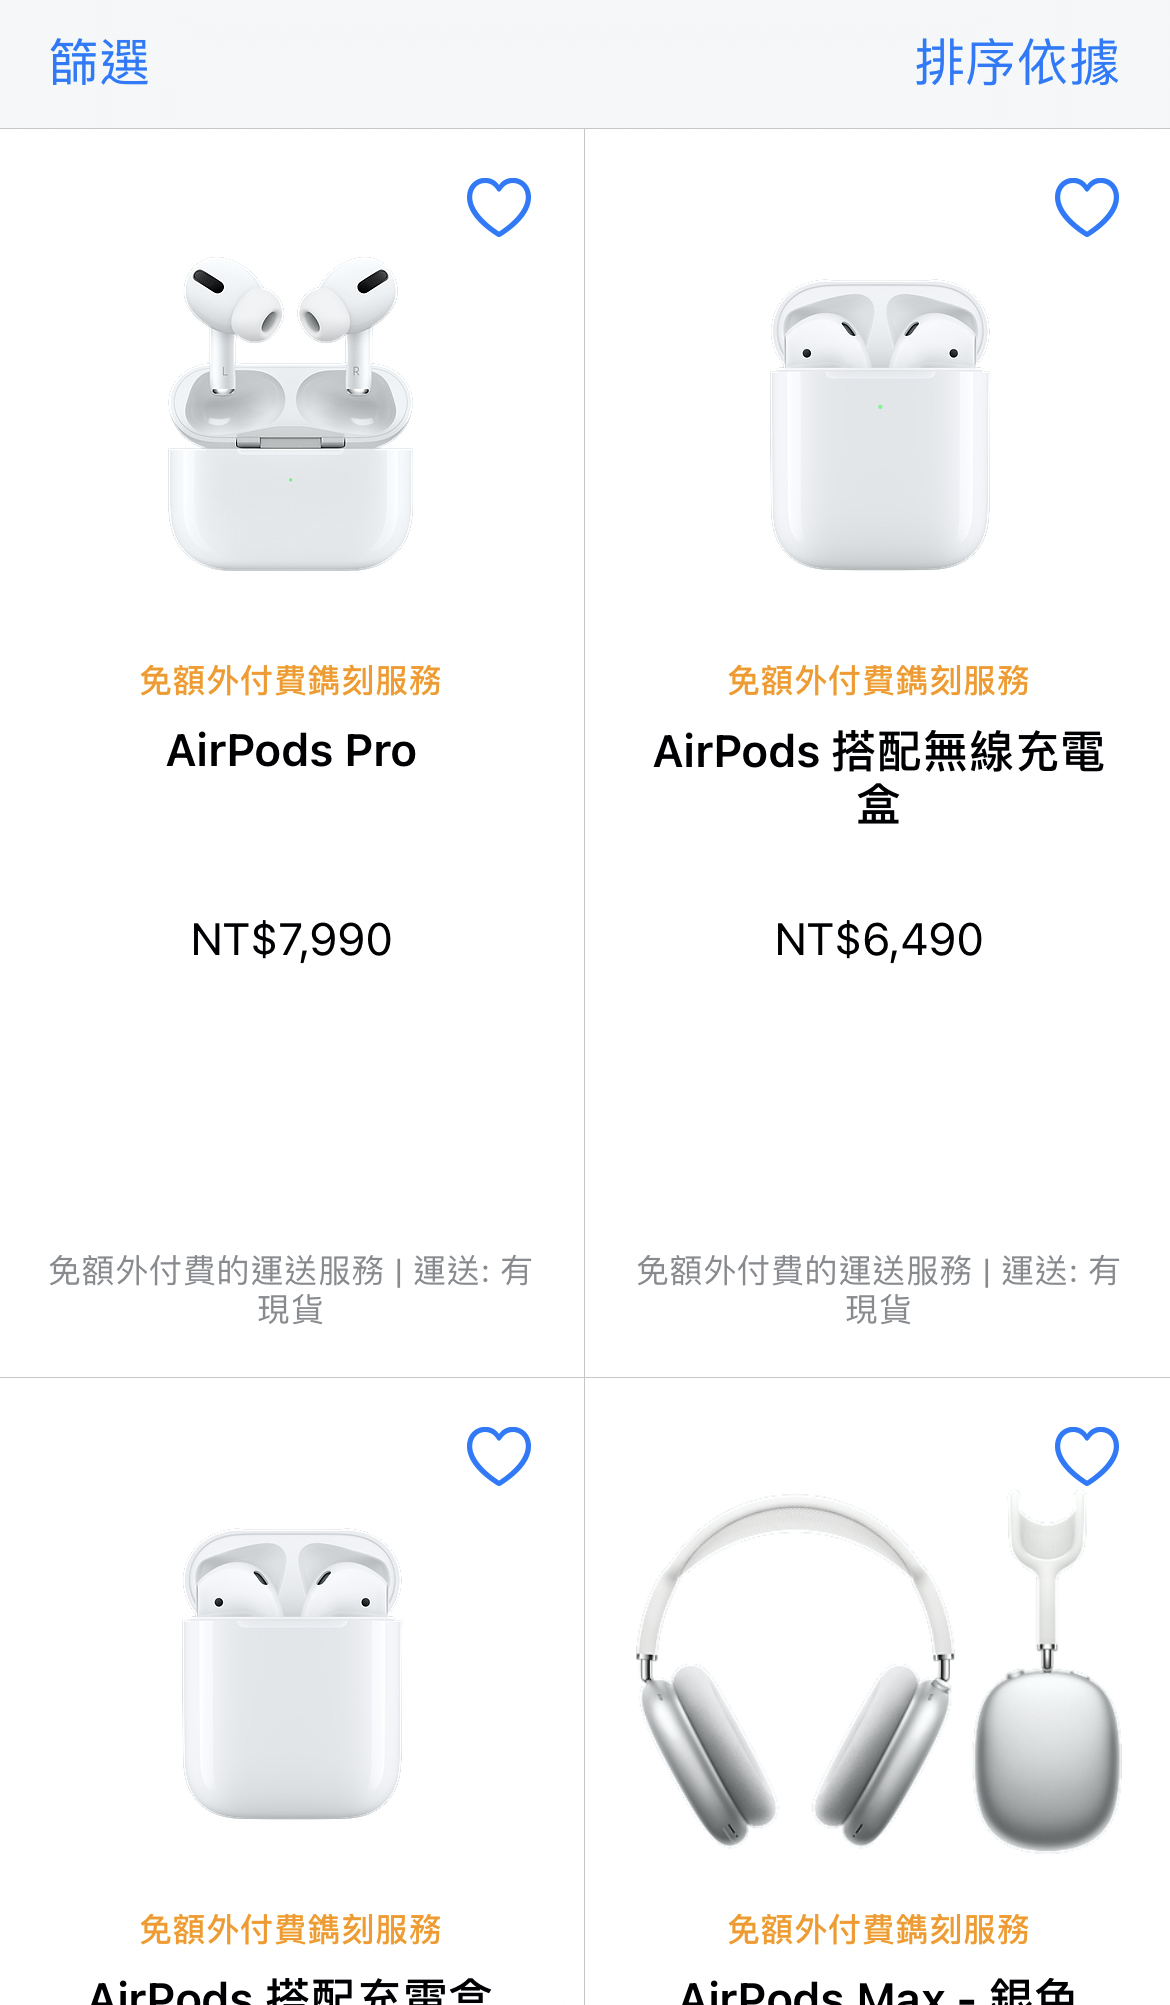 篩選
排序依據
免額外付費鐫刻服務
AirPods Pro
NT$7,990
免額外付費的運送服務 | 運送: 有
現貨
免額外付費鐫刻服務
AirPods 搭配無線充電
盒
NT$6,490
免額外付費的運送服務 | 運送: 有
現貨
免額外付費鐫刻服務
AirPods 搭配充電盒
免額外付費鐫刻服務
AirPods Max - 銀色